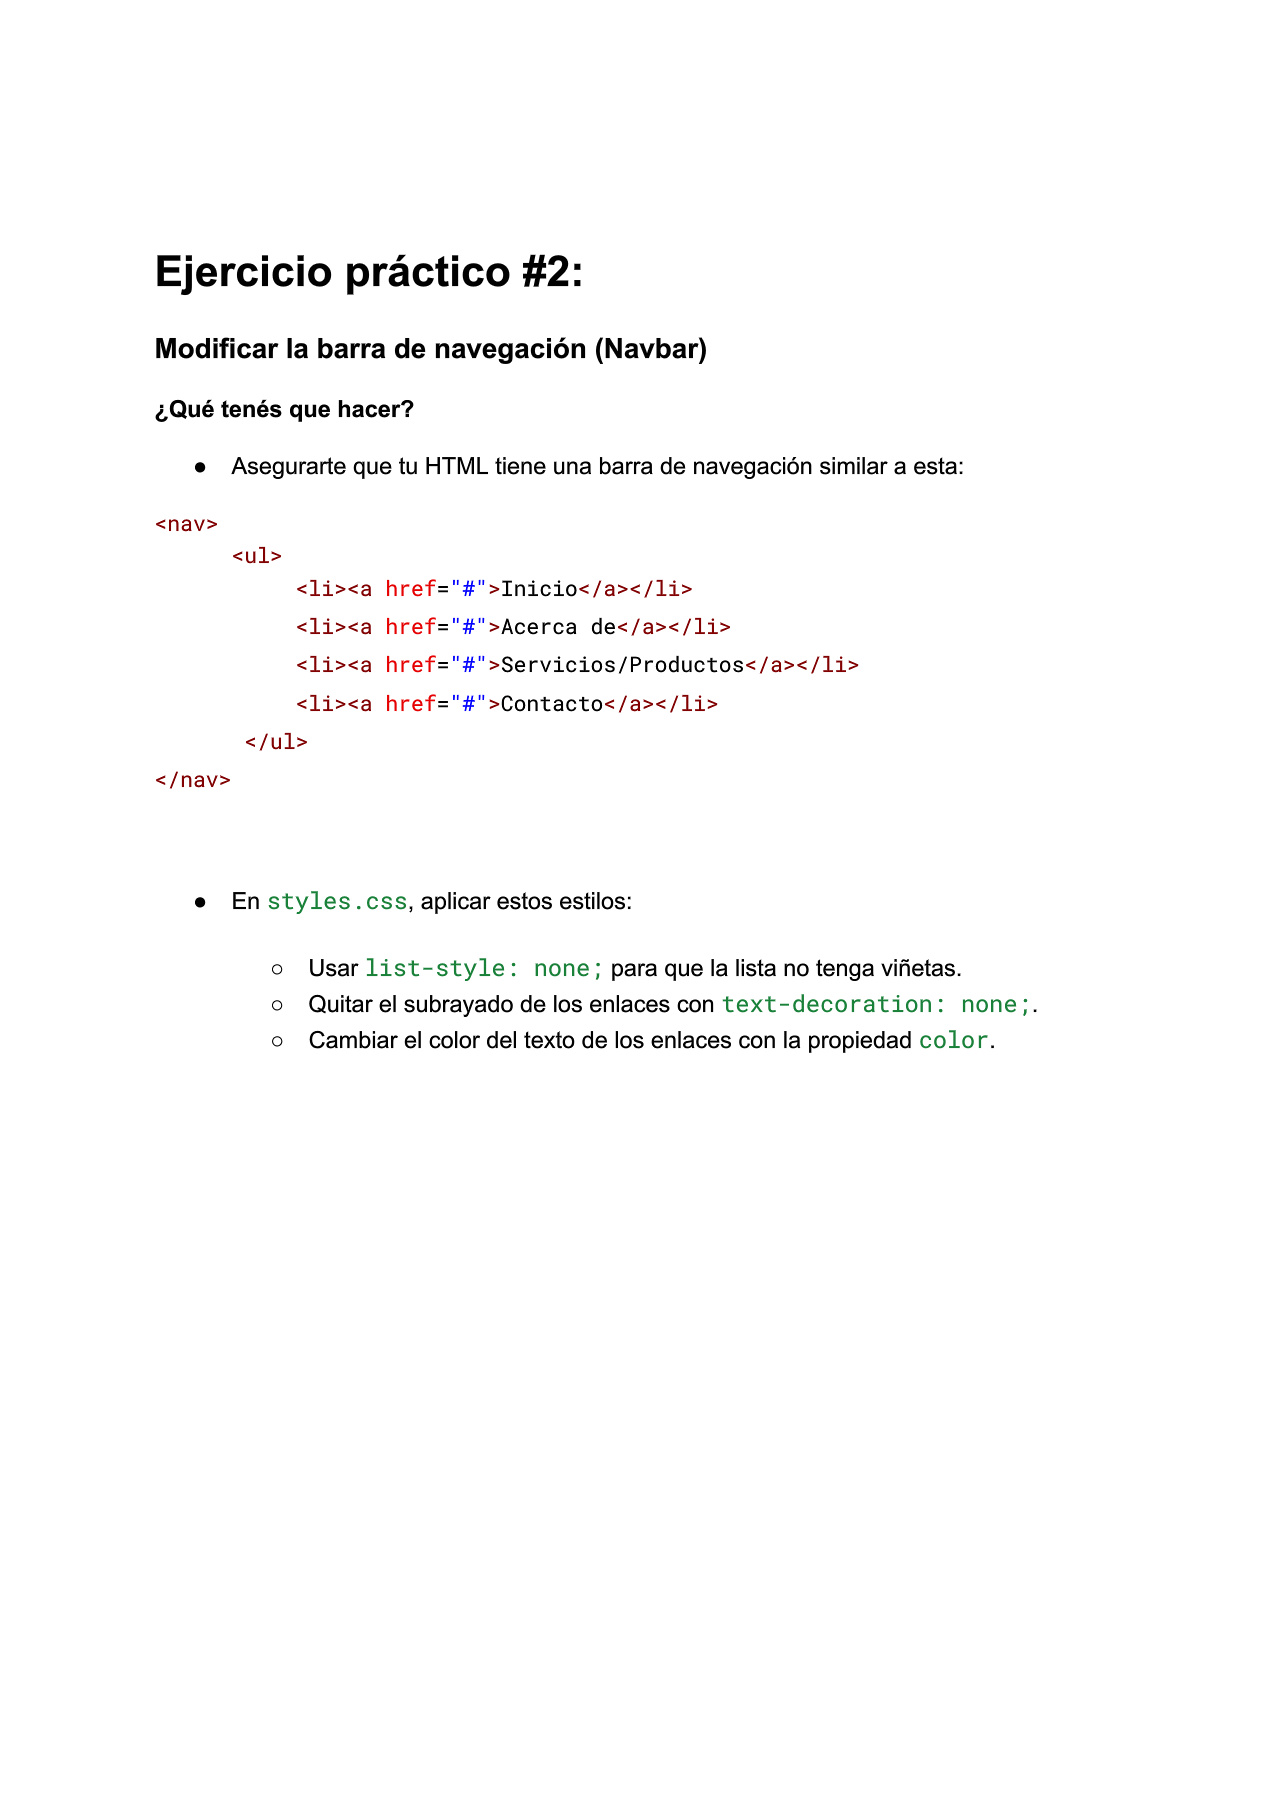 Ejercicio práctico #2:
Modificar la barra de navegación (Navbar)
¿Qué tenés que hacer?
● Asegurarte que tu HTML tiene una barra de navegación similar a esta:
<nav>
<ul>
<li><a href="#">Inicio</a></li>
<li><a href="#">Acerca de</a></li>
<li><a href="#">Servicios/Productos</a></li>
<li><a href="#">Contacto</a></li>
</ul>
</nav>
● En styles.css, aplicar estos estilos:
○ Usar list-style: none; para que la lista no tenga viñetas.
○ Quitar el subrayado de los enlaces con text-decoration: none;.
○ Cambiar el color del texto de los enlaces con la propiedad color.